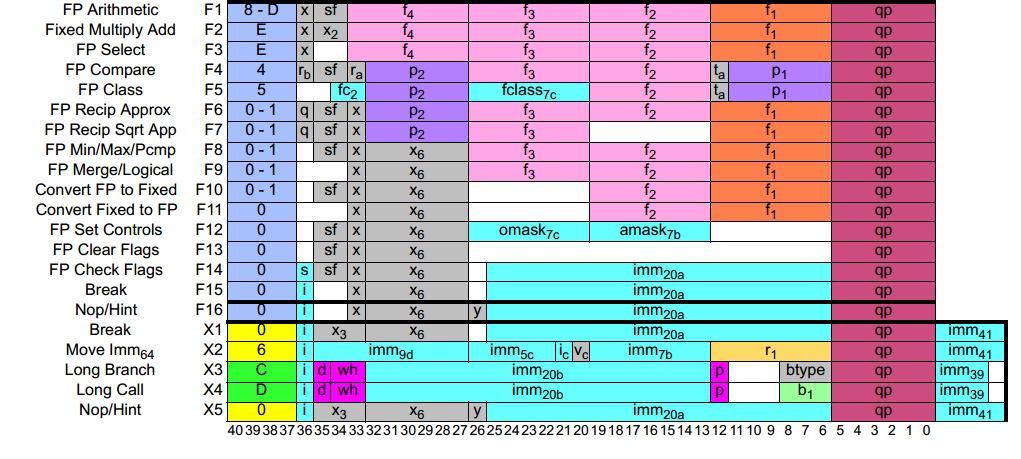 FP Arithmetic F1 8 - D x sf f4 f3 f2 f1 qp
Fixed Multiply Add F2 E x x2 f4 f3 f2 f1 qp
FP Select F3 E x f4 f3 f2 f1 qp
FP Compare F4 4 rb sf ra p2 f3 f2 ta p1 qp
FP Class F5 5 fc2 p2 fclass7c f2 ta p1 qp
FP Recip Approx F6 0 - 1 q sf x p2 f3 f2 f1 qp
FP Recip Sqrt App F7 0 - 1 q sf x p2 f3 f1 qp
FP Min/Max/Pcmp F8 0 - 1 sf x x6 f3 f2 f1 qp
FP Merge/Logical F9 0 - 1 x x6 f3 f2 f1 qp
Convert FP to Fixed F10 0 - 1 sf x x6 f2 f1 qp
Convert Fixed to FP F11 0 x x6 f2 f1 qp
FP Set Controls F12 0 sf x x6 omask7c amask7b qp
FP Clear Flags F13 0 sf x x6 qp
FP Check Flags F14 0 s sf x x6 imm20a qp
Break F15 0 i x x6 imm20a qp
Nop/Hint F16 0 i x x6 y imm20a qp
Break X1 0 i x3 x6 imm20a qp imm41
Move Imm64 X2 6 i imm9d imm5c ic vc imm7b r1 qp imm41
Long Branch X3 C i d wh imm20b p btype qp imm39
Long Call X4 D i d wh imm20b p b1 qp imm39
Nop/Hint X5 0 i x3 x6 y imm20a qp imm41
40 39 38 37 36 35 34 33 32 31 30 29 28 27 26 25 24 23 22 21 20 19 18 17 16 15 14 13 12 11 10 9 8 7 6 5 4 3 2 1 0